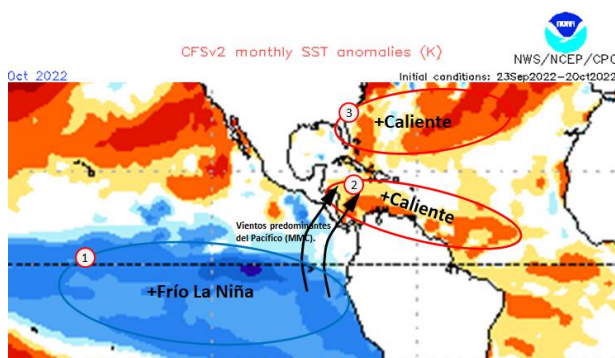 NOAA
CFSv2 monthly SST anomalies (K)
NWS/NCEP/CPC
Oct 2022
Initial conditions: 23Sep2022-2Oct2022
3
+Caliente
2
+Caliente
Vientos predominantes
del Pacífico (MMC).
1
+Frío La Niña